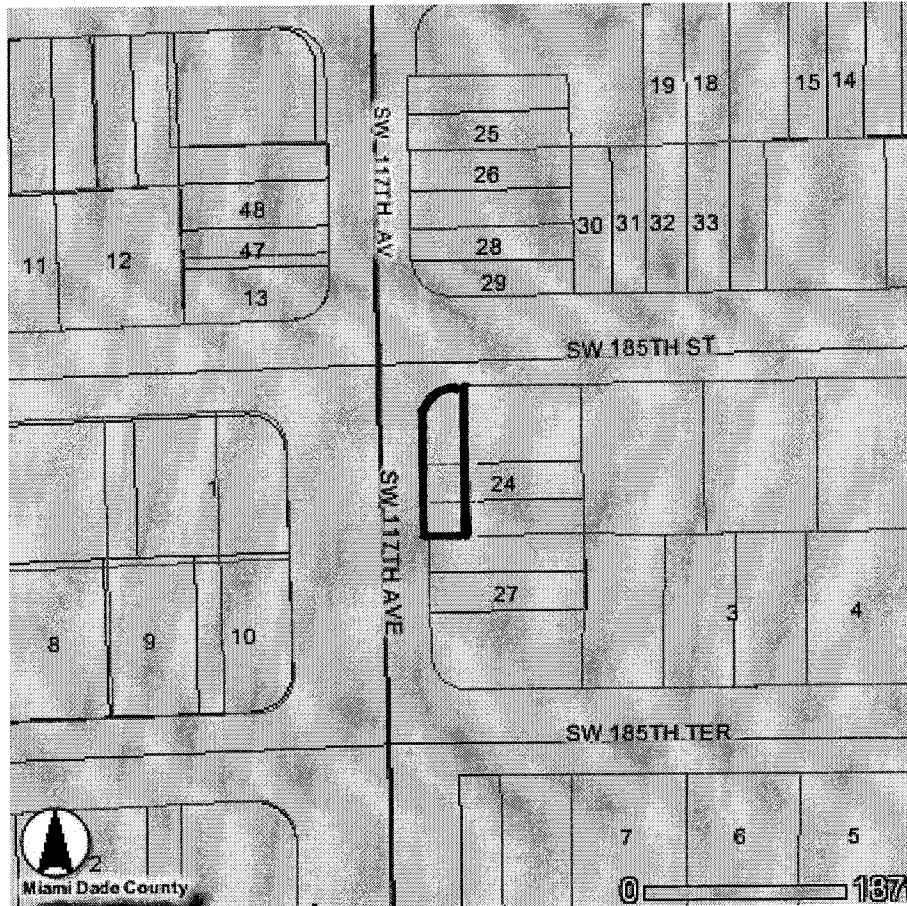 19 18 15 14
SW 117TH AV
25
26
48
30 31 32 33
11 12 47 28
13 29
SW 185TH ST
1 24
SW 117TH AVE
27 3 4
8 9 10
SW 185TH TER
7 6 5
2
Miami Dade County
0 187